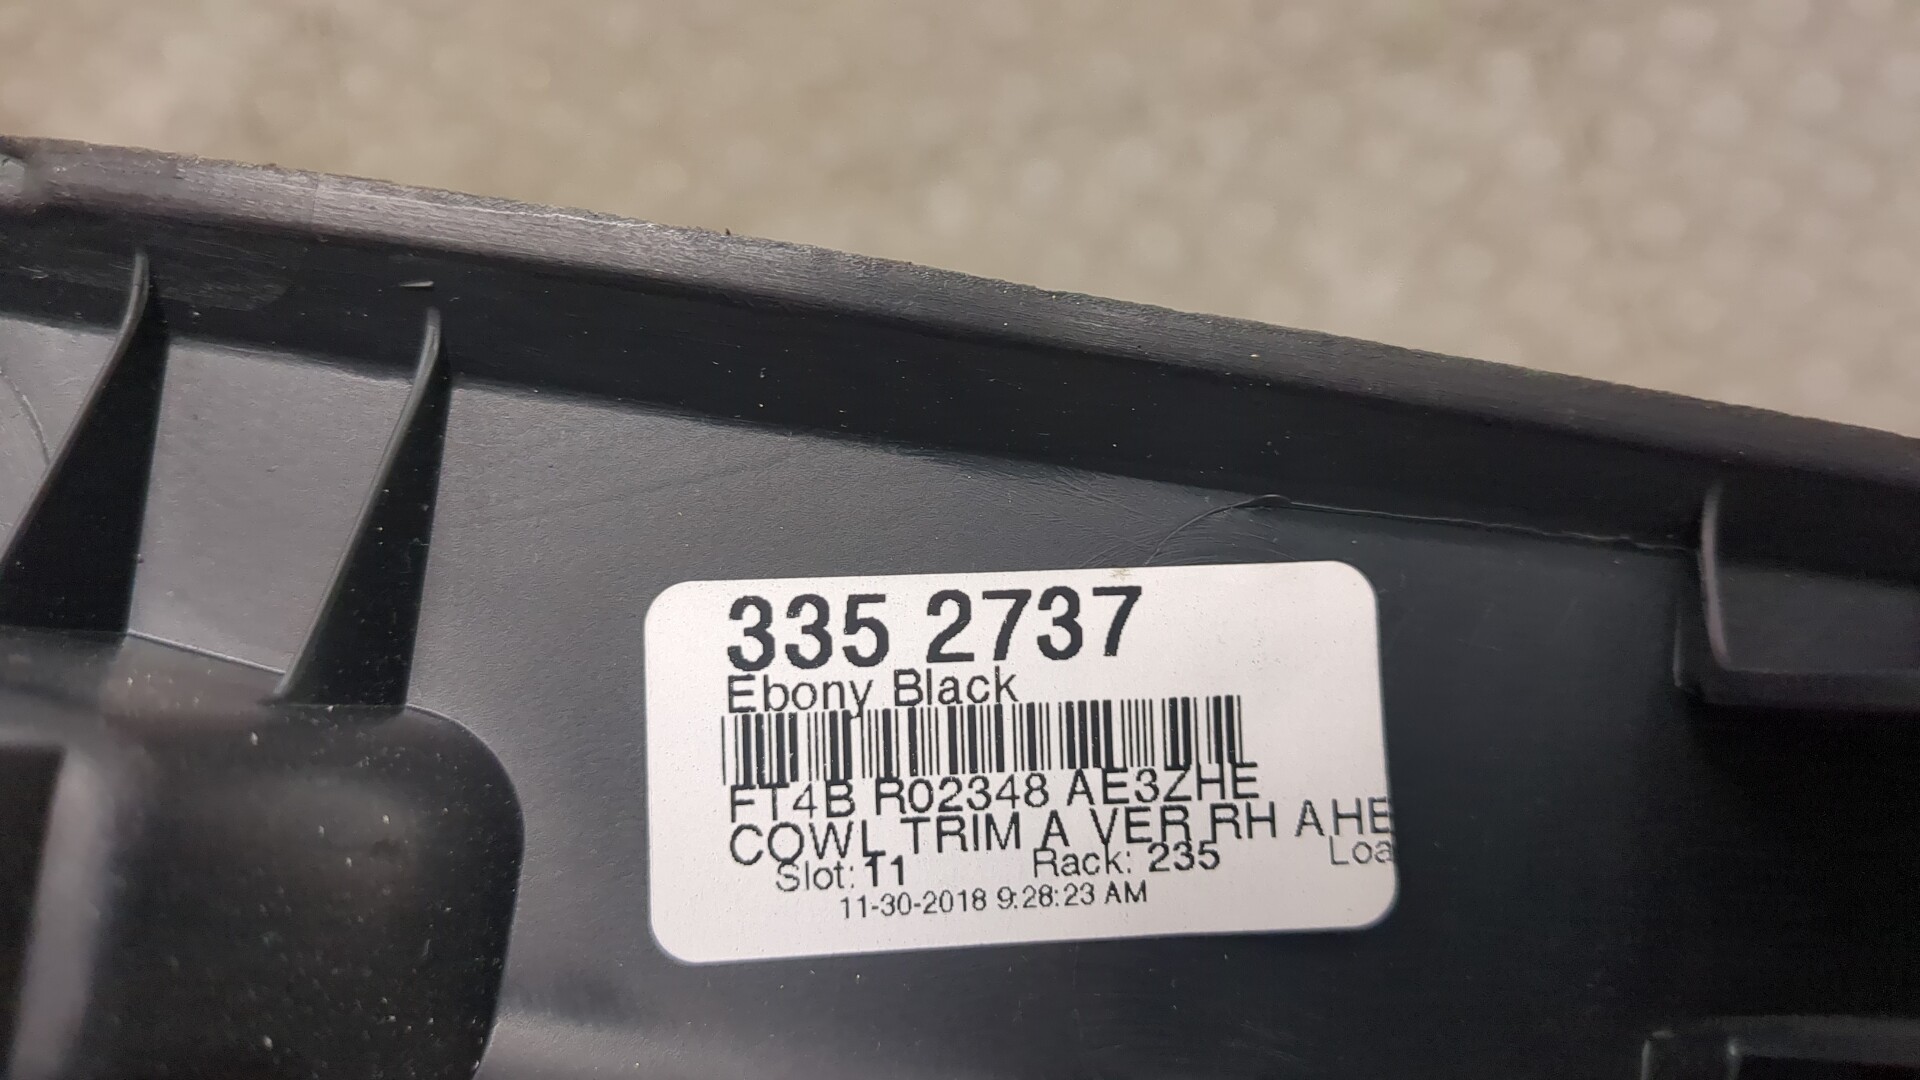 335 2737
Ebony Black
FT4B R02348 AE3ZHE
COWL TRIM A VER RH AHE
Slot: 11 Rack: 235 Loa
11-30-2018 9:28:23 AM